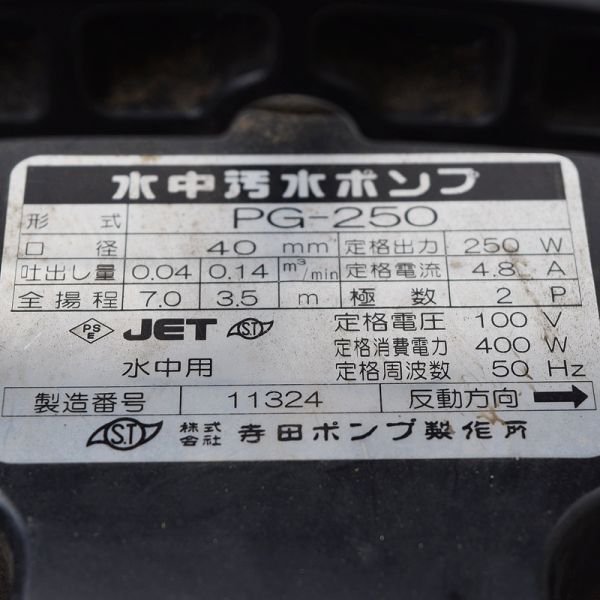 水中汚水ポンプ
形式 PG-250
口径 40 mm 定格出力 250 W
吐出し量 0.04 0.14 m³/min 定格電流 4.8 A
全揚程 7.0 3.5 m 極数 2 P
PSE JET S.T. 定格電圧 100 V
水中用 定格消費電力 400 W
定格周波数 50 Hz
製造番号 11324 反動方向 →
S.T. 株式会社 寺田ポンプ製作所